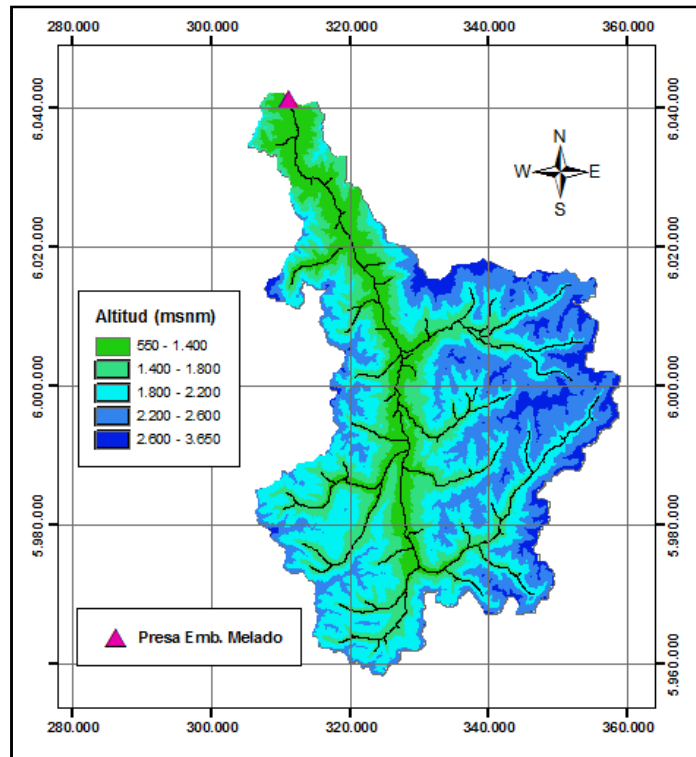 280.000 300.000 320.000 340.000 360.000
6.040.000 6.040.000
N
W E
S
6.020.000 6.020.000
Altitud (msnm)
550 - 1.400
1.400 - 1.800
1.800 - 2.200
2.200 - 2.600
2.600 - 3.650
6.000.000 6.000.000
5.980.000 5.980.000
Presa Emb. Melado
5.960.000 5.960.000
280.000 300.000 320.000 340.000 360.000